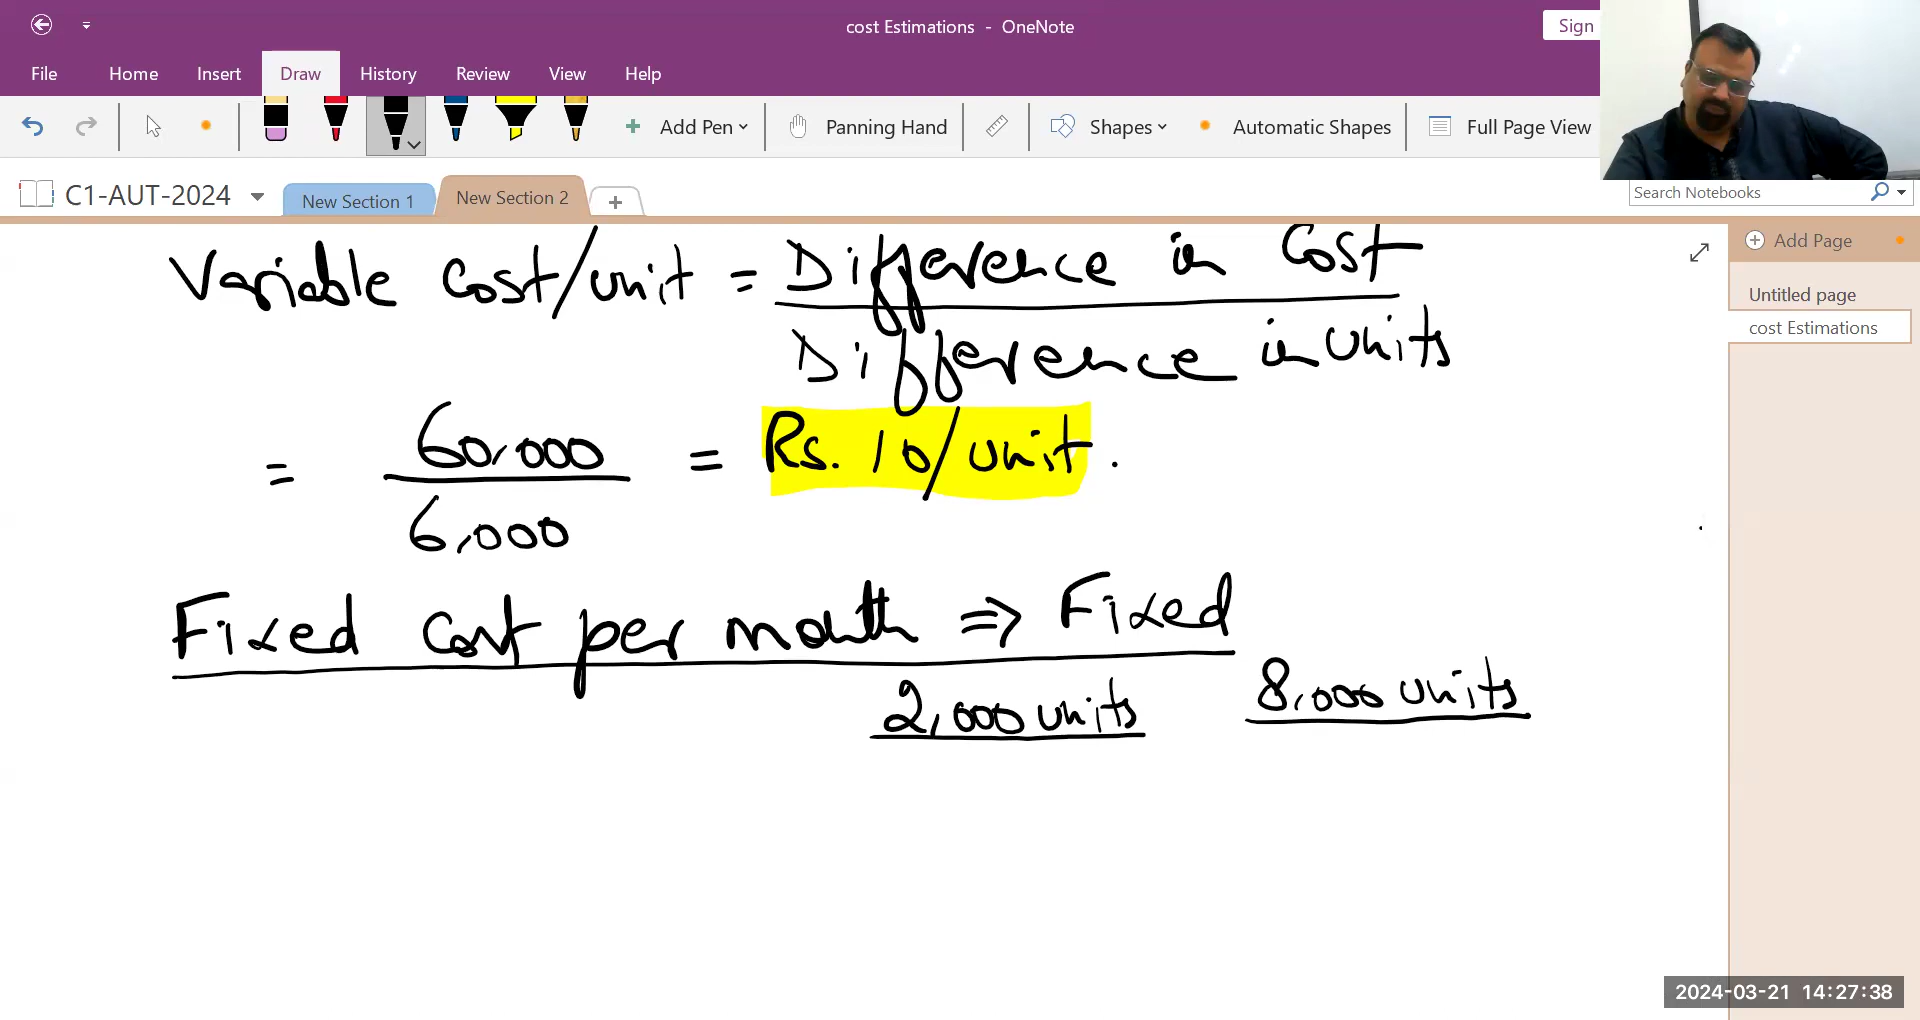 cost Estimations - OneNote
Sign
File Home Insert Draw History Review View Help
Add Pen Panning Hand Shapes Automatic Shapes Full Page View
C1-AUT-2024 New Section 1 New Section 2 +
Search Notebooks
Add Page
Untitled page
cost Estimations
Variable cost/unit = Difference in Cost
Difference in units
= 60,000 = Rs. 10/unit.
6,000
Fixed cost per month ⇒ Fixed
2,000 units 8,000 units
2024-03-21 14:27:38